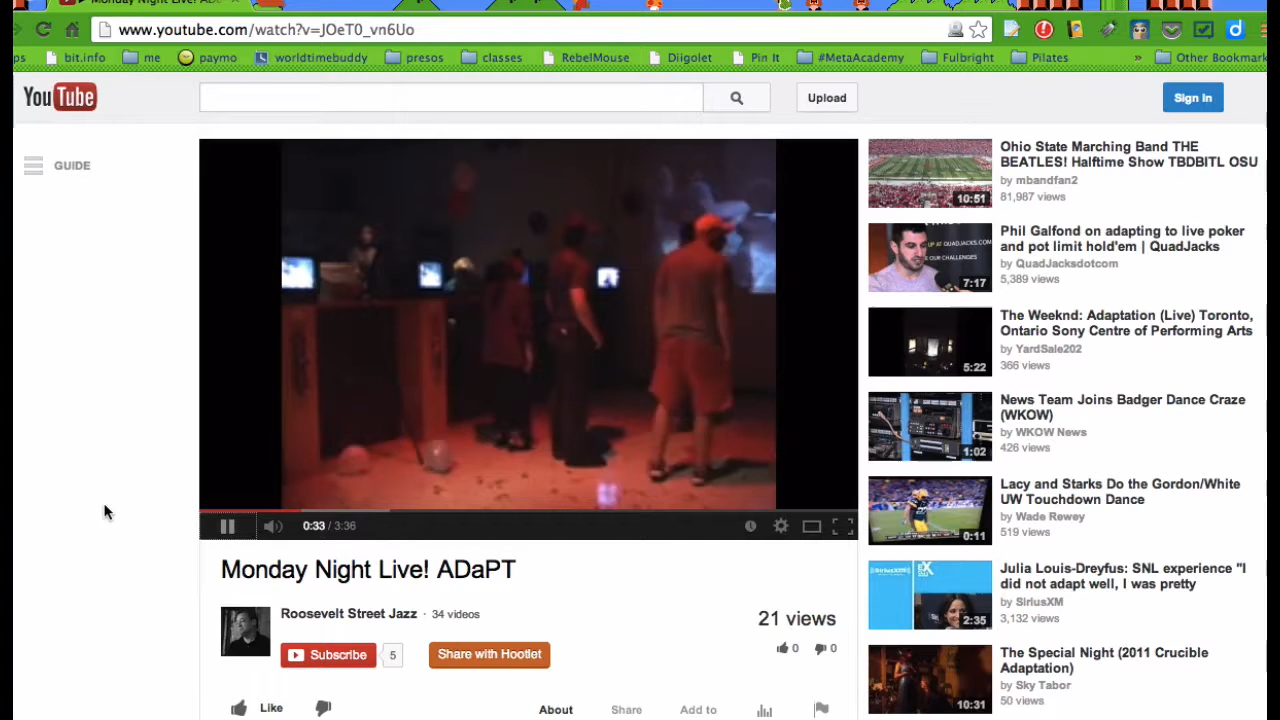 Monday Night Live! ADa
www.youtube.com/watch?v=JOeT0_vn6Uo
ps bit.info me paymo worldtimebuddy presos classes RebelMouse Diigolet Pin It #MetaAcademy Fulbright Pilates » Other Bookmark
YouTube
Upload
Sign In
GUIDE
Ohio State Marching Band THE
BEATLES! Halftime Show TBDBITL OSU
by mbandfan2
81,987 views
10:51
Phil Galfond on adapting to live poker
and pot limit hold'em | QuadJacks
by QuadJacksdotcom
5,389 views
7:17
The Weeknd: Adaptation (Live) Toronto,
Ontario Sony Centre of Performing Arts
by YardSale202
366 views
5:22
News Team Joins Badger Dance Craze
(WKOW)
by WKOW News
426 views
1:02
Lacy and Starks Do the Gordon/White
UW Touchdown Dance
by Wade Rewey
519 views
0:11
Julia Louis-Dreyfus: SNL experience "I
did not adapt well, I was pretty
by SiriusXM
3,132 views
2:35
The Special Night (2011 Crucible
Adaptation)
by Sky Tabor
50 views
10:31
0:33 / 3:36
Monday Night Live! ADaPT
Roosevelt Street Jazz · 34 videos
21 views
Subscribe 5
Share with Hootlet
0 0
Like
About Share Add to